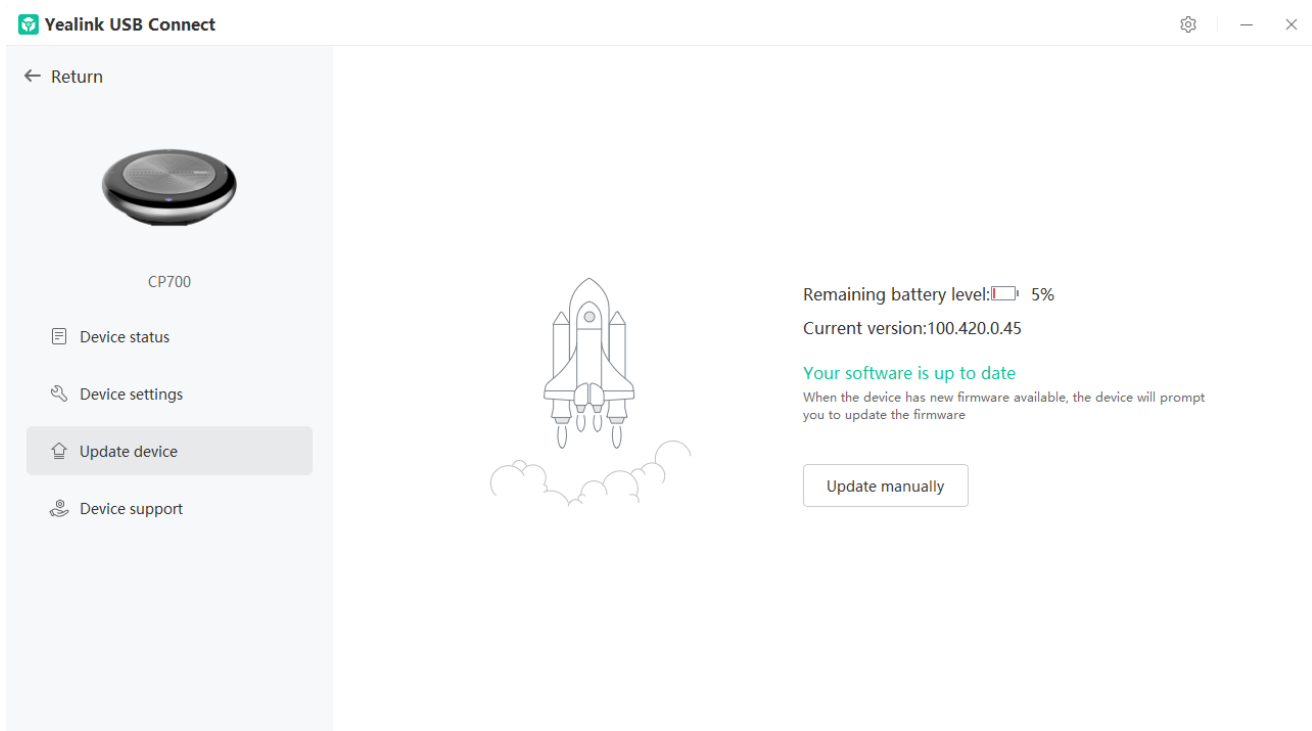 Yealink USB Connect
Return
CP700
Device status
Device settings
Update device
Device support
Remaining battery level: 5%
Current version:100.420.0.45
Your software is up to date
When the device has new firmware available, the device will prompt
you to update the firmware
Update manually